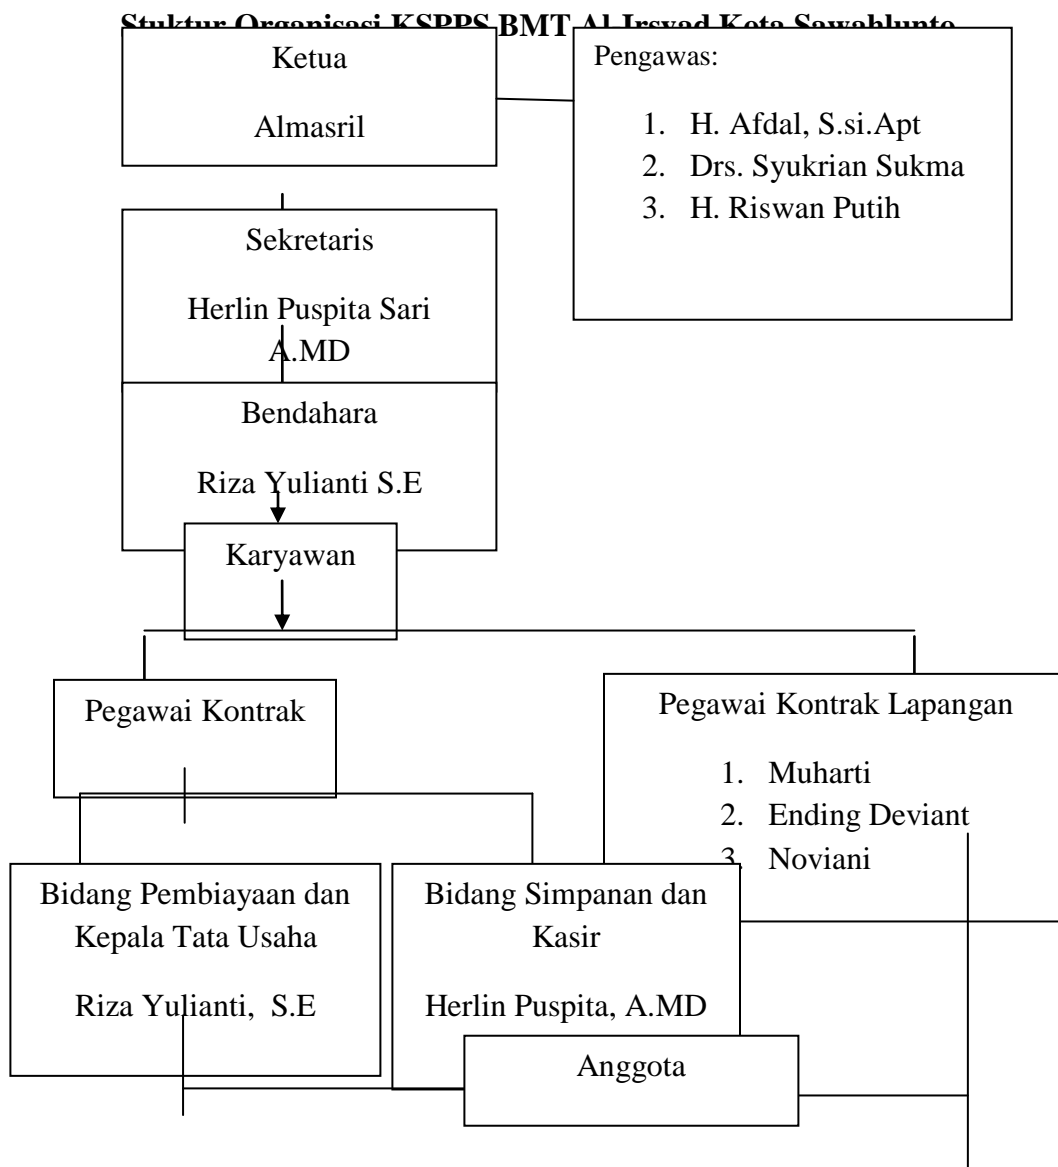 Stuktur Organisasi KSPPS BMT Al-Irsyad Kota Sawahlunto
Ketua
Almasril
Pengawas:
1. H. Afdal, S.si.Apt
2. Drs. Syukrian Sukma
3. H. Riswan Putih
Sekretaris
Herlin Puspita Sari
A.MD
Bendahara
Riza Yulianti S.E
Karyawan
Pegawai Kontrak
Pegawai Kontrak Lapangan
1. Muharti
2. Ending Deviant
3. Noviani
Bidang Pembiayaan dan
Kepala Tata Usaha
Riza Yulianti, S.E
Bidang Simpanan dan
Kasir
Herlin Puspita, A.MD
Anggota